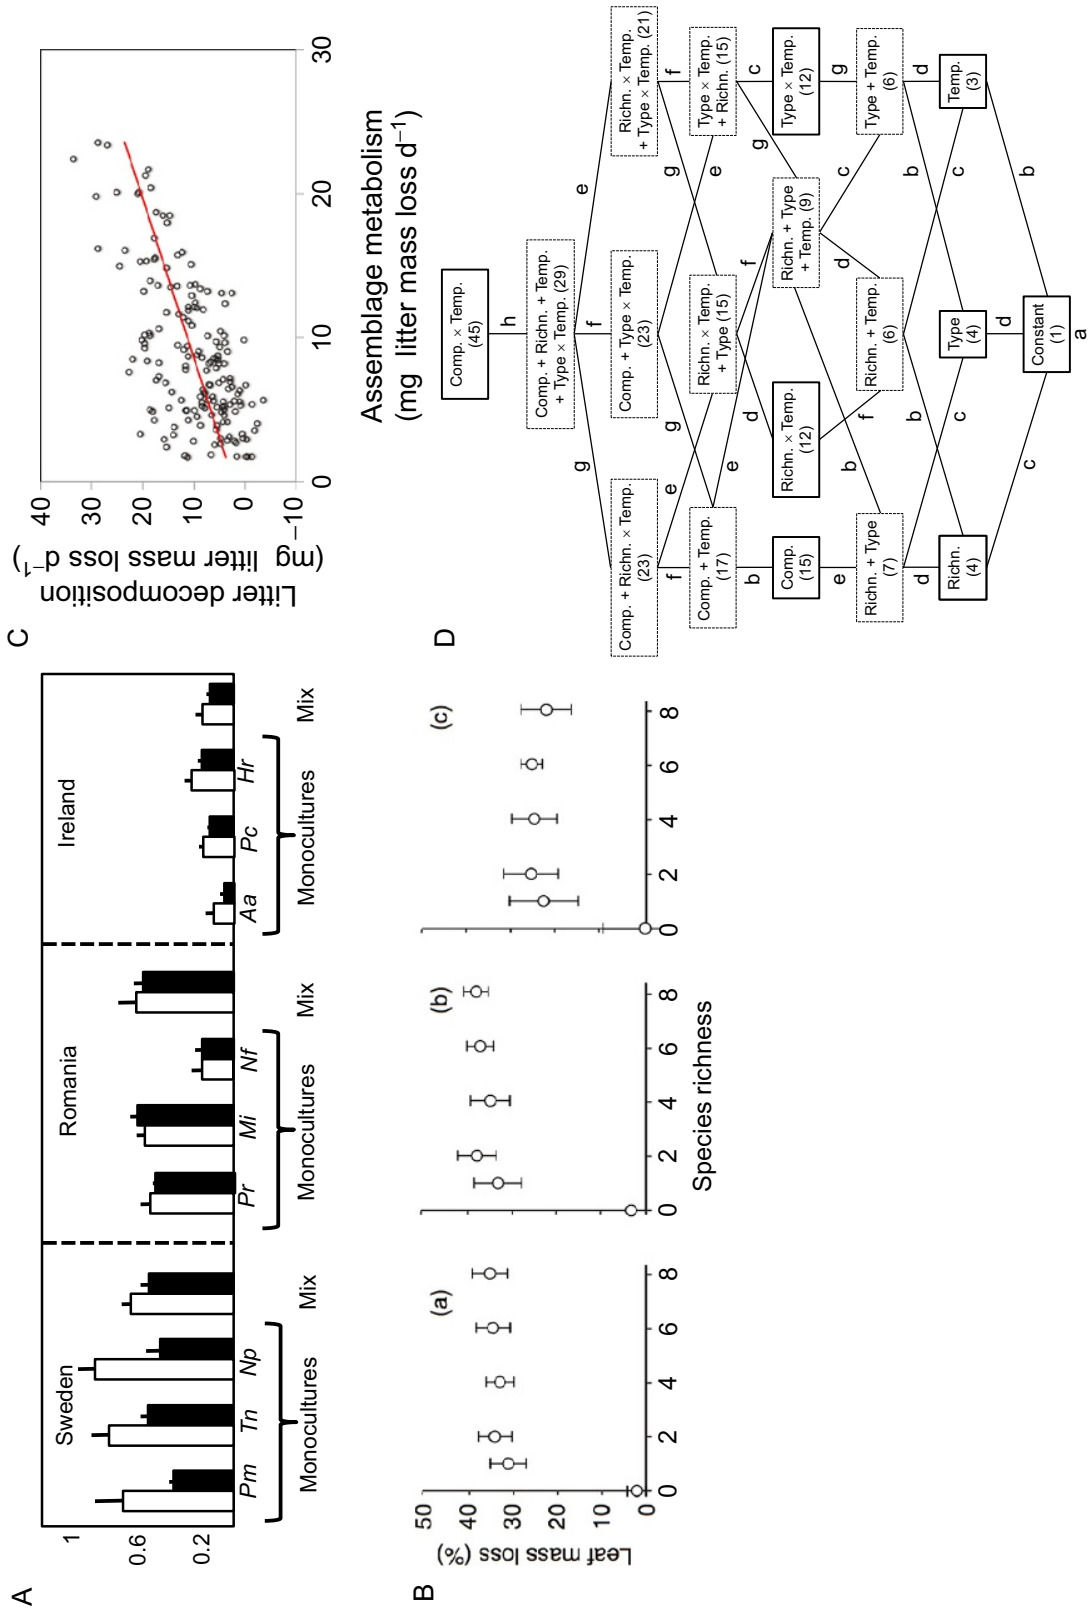 A
1
0.6
0.2
Sweden
Romania
Ireland
Pm
Tn
Np
Mix
Pr
Mi
Nf
Mix
Aa
Pc
Hr
Mix
Monocultures
Monocultures
Monocultures
B
Leaf mass loss (%)
50
40
30
20
10
0
(a)
0
2
4
6
8
(b)
0
2
4
6
8
(c)
0
2
4
6
8
Species richness
C
Litter decomposition
(mg litter mass loss d⁻¹)
40
30
20
10
0
−10
0
10
20
30
Assemblage metabolism
(mg litter mass loss d⁻¹)
D
Comp. × Temp.
(45)
h
Comp. + Richn. + Temp.
+ Type × Temp. (29)
g
f
e
Comp. + Richn. × Temp.
(23)
Comp. + Type × Temp.
(23)
Richn. × Temp.
+ Type × Temp. (21)
f
e
g
g
e
f
Comp. + Temp.
(17)
Richn. × Temp.
+ Type (15)
Type × Temp.
+ Richn. (15)
b
e
d
f
g
c
Comp.
(15)
Richn. × Temp.
(12)
Richn. + Type
+ Temp. (9)
Type × Temp.
(12)
e
b
f
d
c
g
Richn. + Type
(7)
Richn. + Temp.
(6)
Type + Temp.
(6)
d
c
b
c
b
d
Richn.
(4)
Type
(4)
Temp.
(3)
c
d
b
Constant
(1)
a